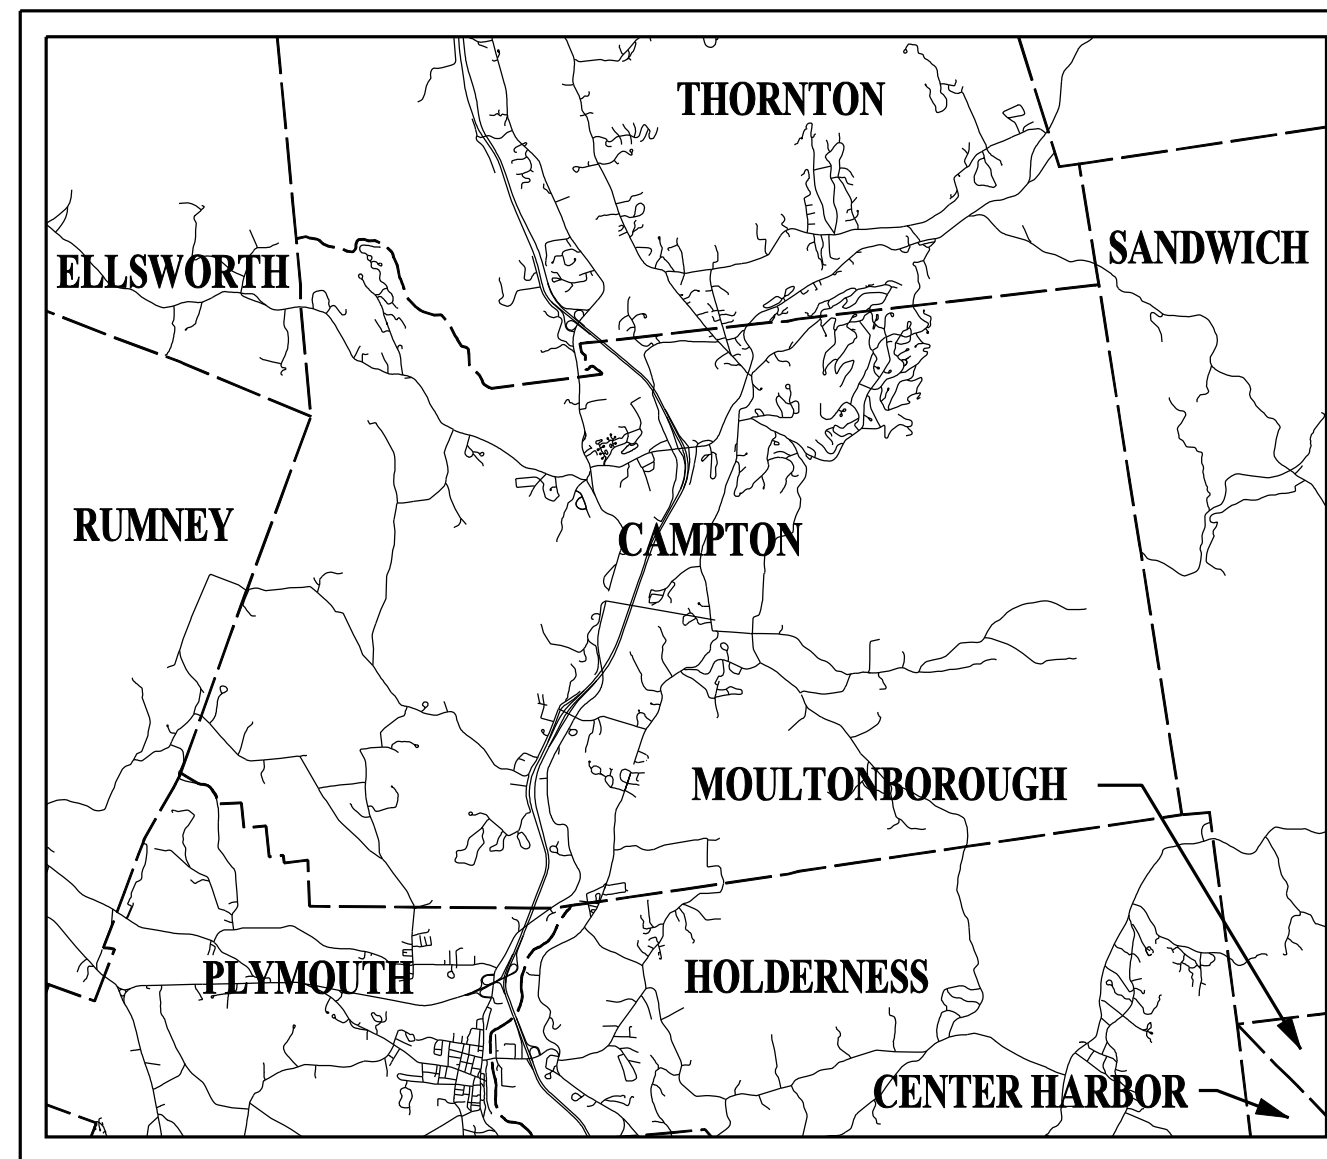 THORNTON
SANDWICH
ELLSWORTH
RUMNEY
CAMPTON
MOULTONBOROUGH
PLYMOUTH
HOLDERNESS
CENTER HARBOR